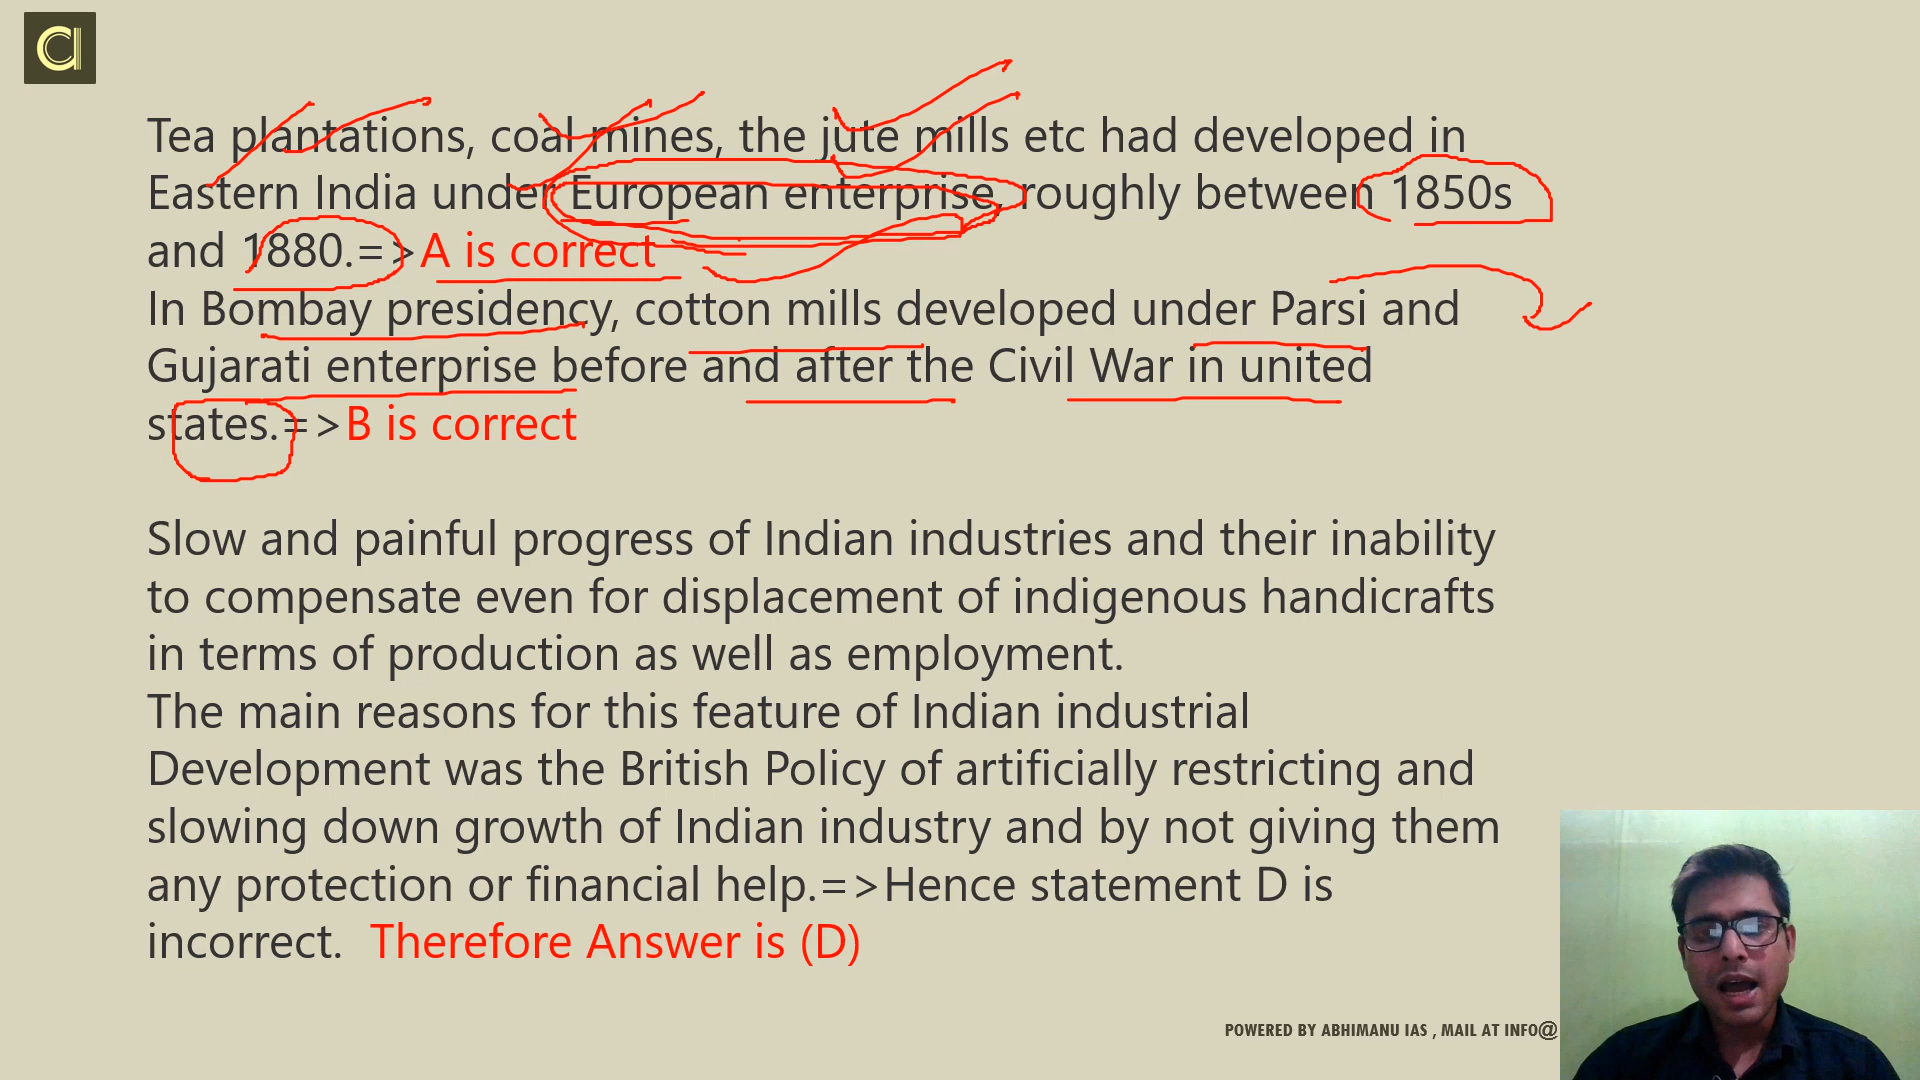 Tea plantations, coal mines, the jute mills etc had developed in
Eastern India under European enterprise, roughly between 1850s
and 1880.=>A is correct
In Bombay presidency, cotton mills developed under Parsi and
Gujarati enterprise before and after the Civil War in united
states.=>B is correct
Slow and painful progress of Indian industries and their inability
to compensate even for displacement of indigenous handicrafts
in terms of production as well as employment.
The main reasons for this feature of Indian industrial
Development was the British Policy of artificially restricting and
slowing down growth of Indian industry and by not giving them
any protection or financial help.=>Hence statement D is
incorrect. Therefore Answer is (D)
POWERED BY ABHIMANU IAS , MAIL AT INFO@